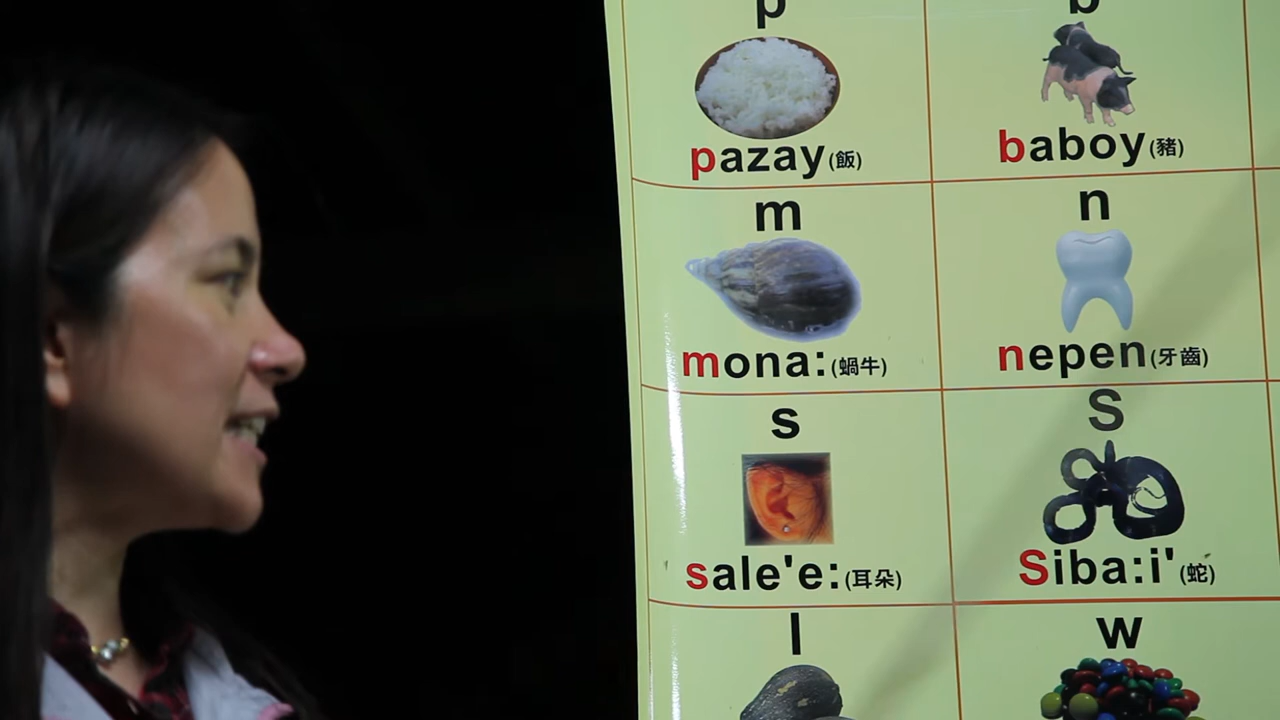 p
b
pazay(飯)
baboy(豬)
m
n
mona:(蝸牛)
nepen(牙齒)
s
S
sale'e:(耳朵)
Siba:i'(蛇)
l
w